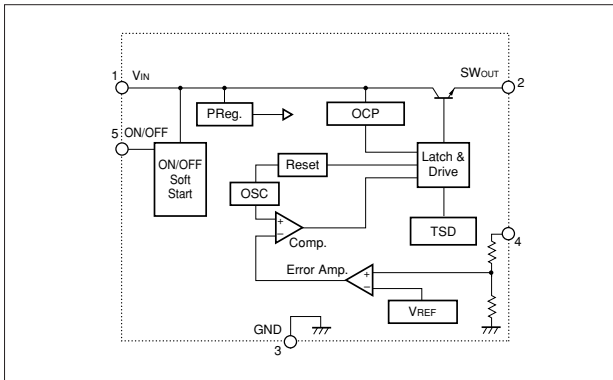 1 VIN
SWOUT 2
5 ON/OFF
PReg.
OCP
ON/OFF
Soft
Start
Reset
Latch &
Drive
OSC
+
−
Comp.
TSD
4
Error Amp.
+
−
VREF
GND
3